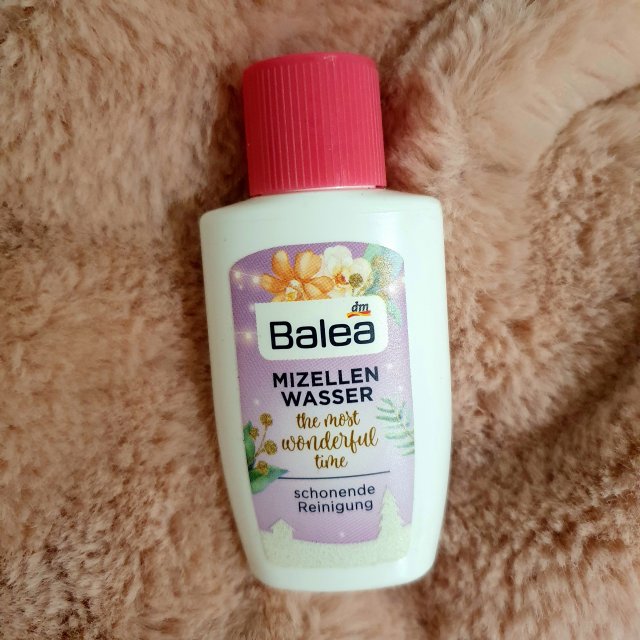 dm
Balea
MIZELLEN
WASSER
the most
wonderful
time
schonende
Reinigung